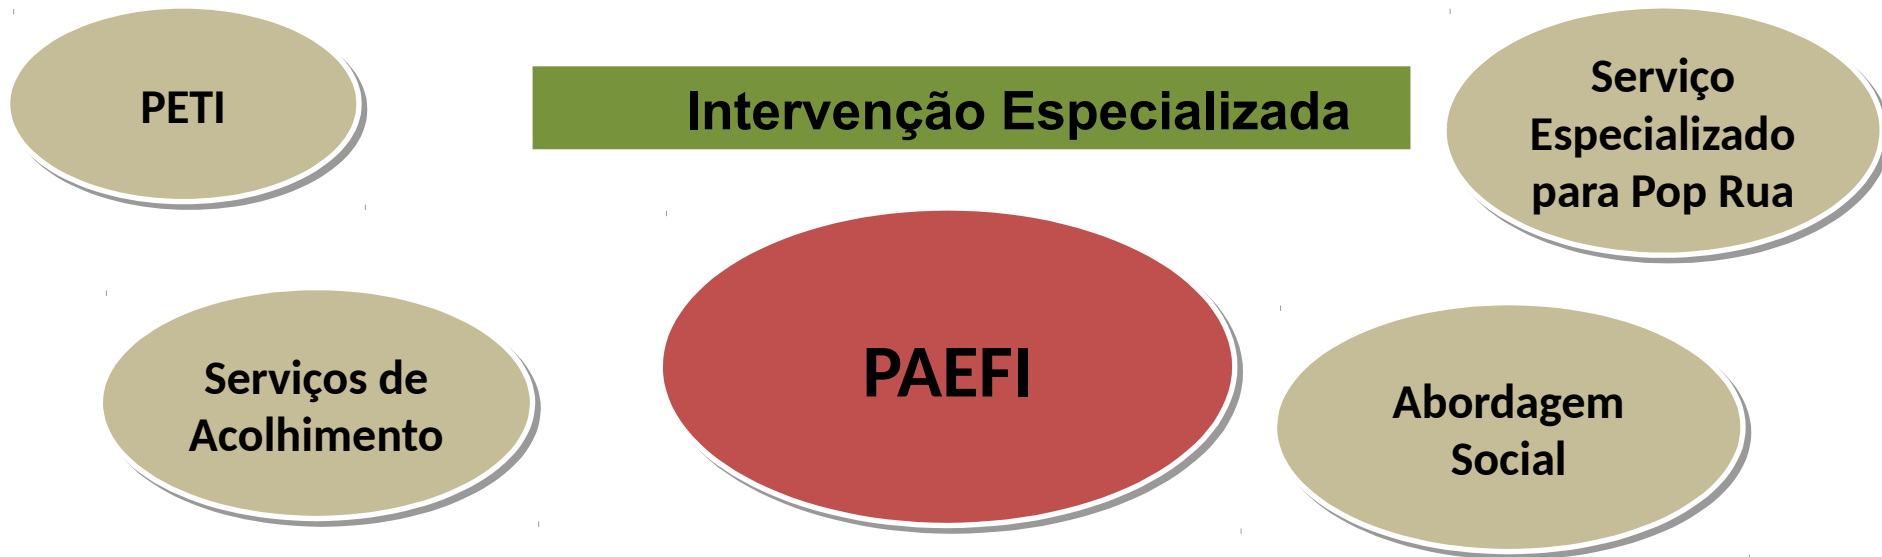 PETI
Intervenção Especializada
Serviço
Especializado
para Pop Rua
Serviços de
Acolhimento
PAEFI
Abordagem
Social